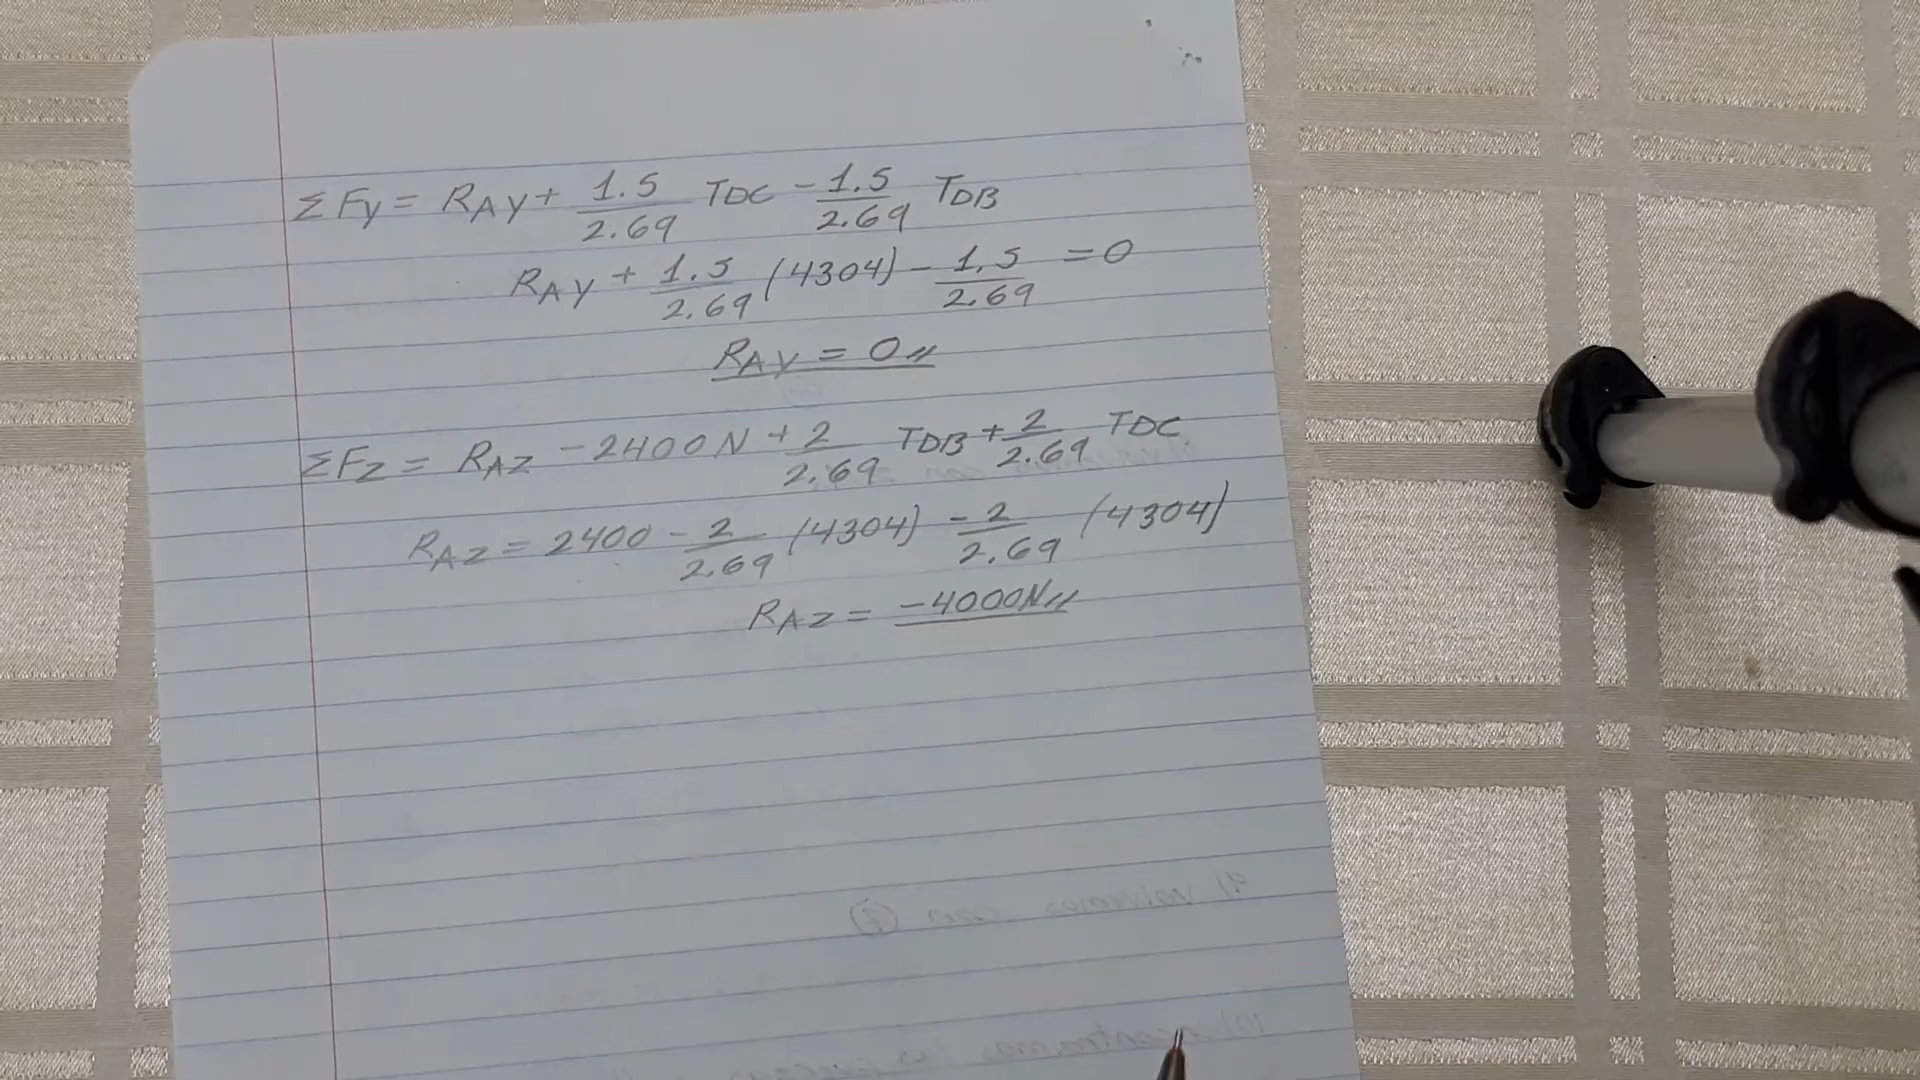 ΣFy = RAy + 1.5/2.69 TDC - 1.5/2.69 TDB
RAy + 1.5/2.69 (4304) - 1.5/2.69 = 0
RAy = 0
ΣFz = RAz - 2400N + 2/2.69 TDB + 2/2.69 TDC
RAz = 2400 - 2/2.69 (4304) - 2/2.69 (4304)
RAz = -4000N